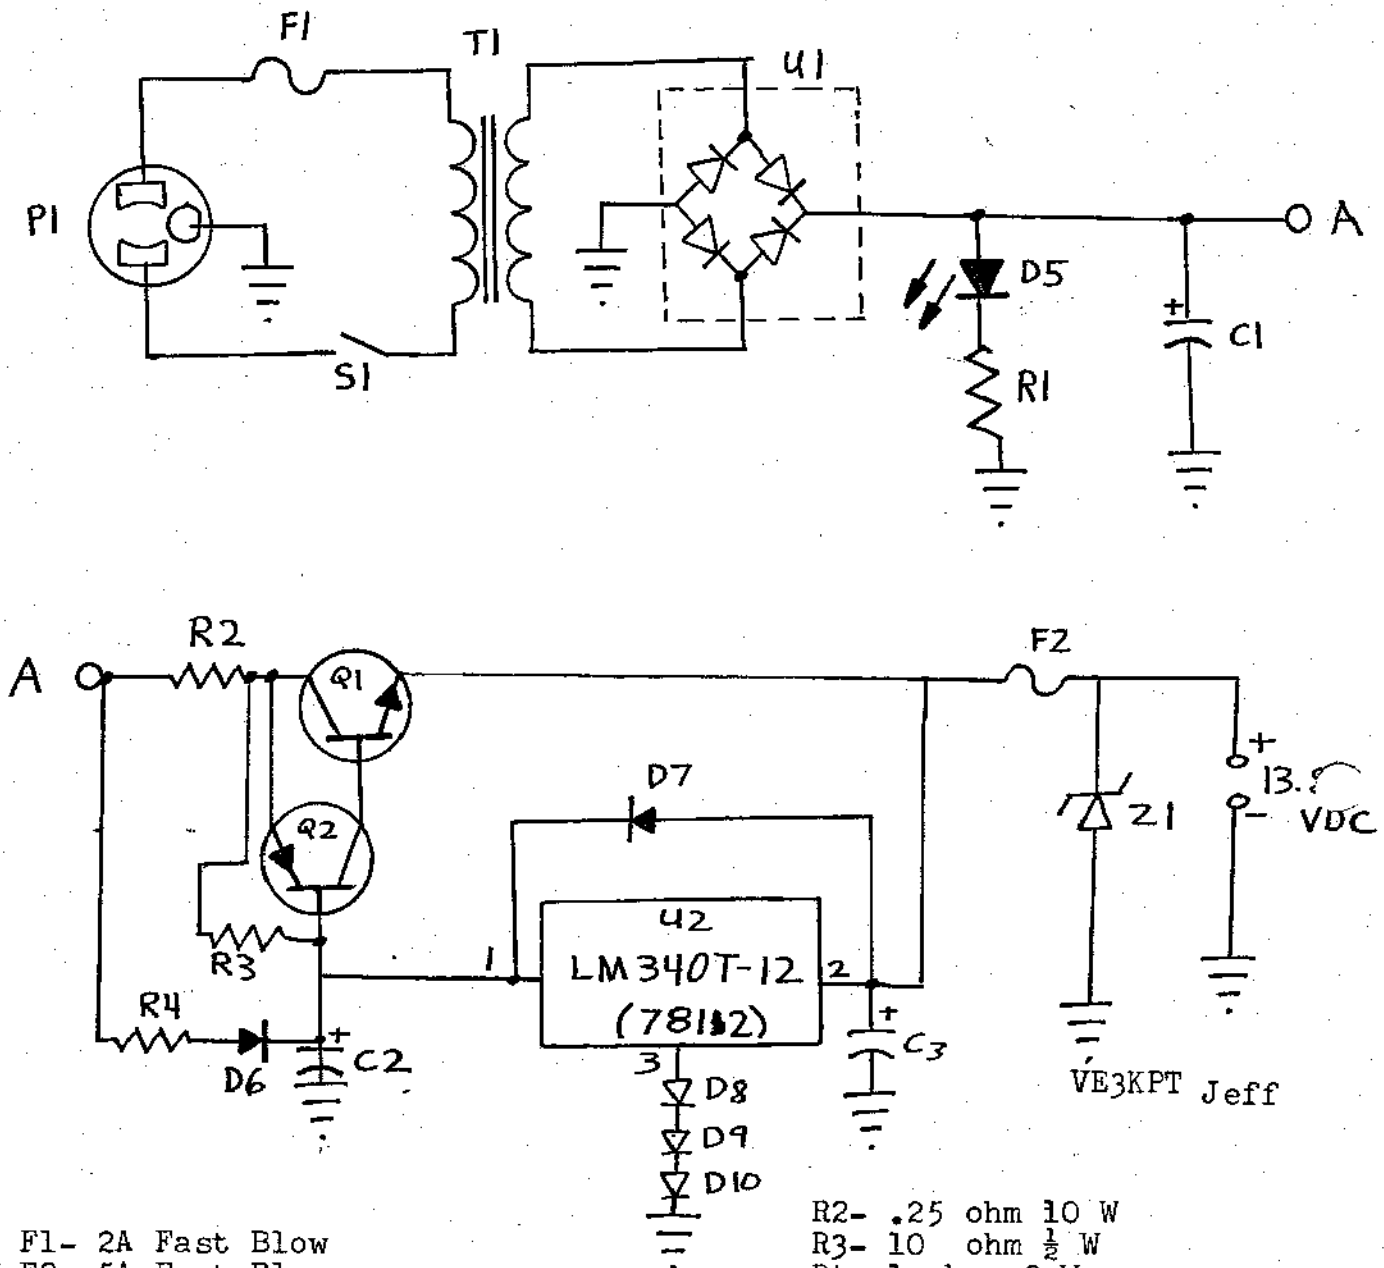 F1
T1
U1
P1
A
D5
S1
R1
C1
R2
F2
A
Q1
+
D7
13.
Q2
Z1
-
VDC
U2
1
LM340T-12
2
R3
R4
(7812)
+
+
C3
3
D6
C2
D8
VE3KPT Jeff
D9
D10
R2- .25 ohm 10 W
F1- 2A Fast Blow
R3- 10 ohm ½ W